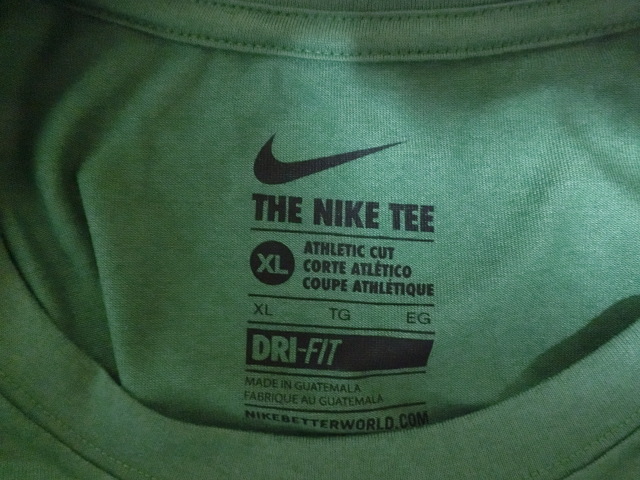 THE NIKE TEE
XL
ATHLETIC CUT
CORTE ATLÉTICO
COUPE ATHLÉTIQUE
XL TG EG
DRI-FIT
MADE IN GUATEMALA
FABRIQUE AU GUATEMALA
NIKEBETTERWORLD.COM